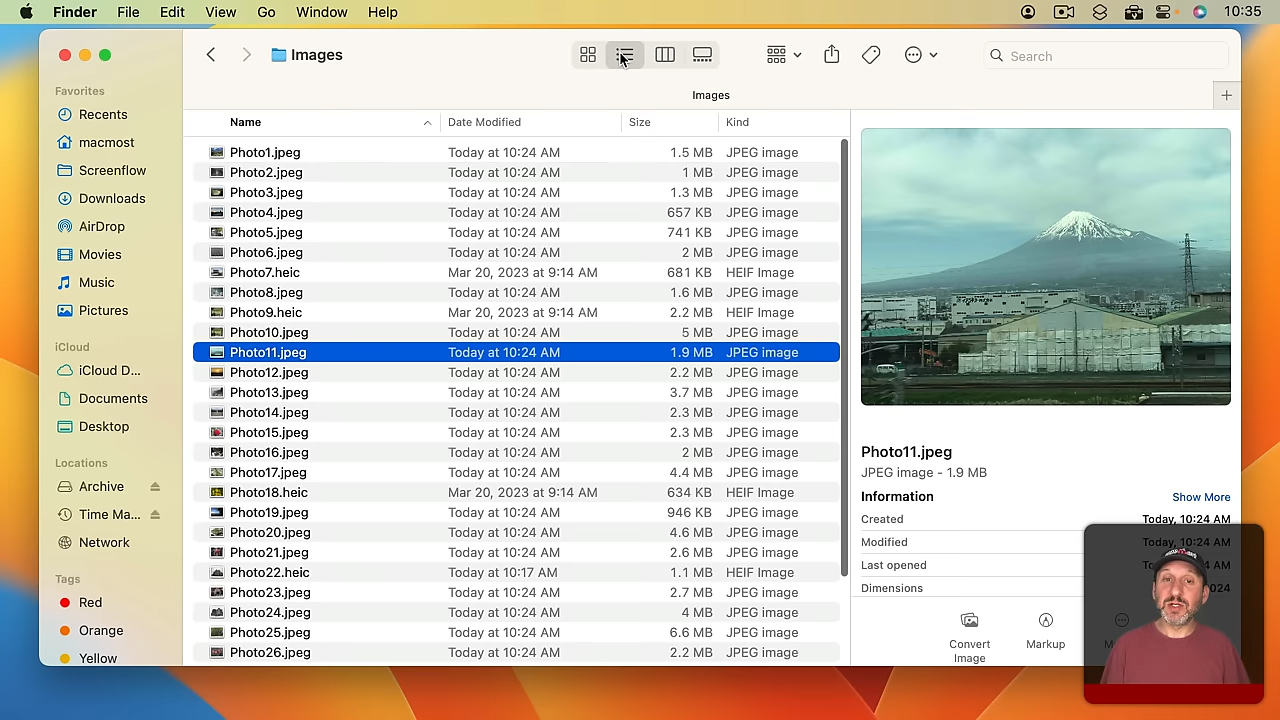 Finder File Edit View Go Window Help 10:35
Images
Search
Images
Favorites
Recents
macmost
Screenflow
Downloads
AirDrop
Movies
Music
Pictures
iCloud
iCloud D...
Documents
Desktop
Locations
Archive
Time Ma...
Network
Tags
Red
Orange
Yellow
Name Date Modified Size Kind
Photo1.jpeg Today at 10:24 AM 1.5 MB JPEG image
Photo2.jpeg Today at 10:24 AM 1 MB JPEG image
Photo3.jpeg Today at 10:24 AM 1.3 MB JPEG image
Photo4.jpeg Today at 10:24 AM 657 KB JPEG image
Photo5.jpeg Today at 10:24 AM 741 KB JPEG image
Photo6.jpeg Today at 10:24 AM 2 MB JPEG image
Photo7.heic Mar 20, 2023 at 9:14 AM 681 KB HEIF Image
Photo8.jpeg Today at 10:24 AM 1.6 MB JPEG image
Photo9.heic Mar 20, 2023 at 9:14 AM 2.2 MB HEIF Image
Photo10.jpeg Today at 10:24 AM 5 MB JPEG image
Photo11.jpeg Today at 10:24 AM 1.9 MB JPEG image
Photo12.jpeg Today at 10:24 AM 2.2 MB JPEG image
Photo13.jpeg Today at 10:24 AM 3.7 MB JPEG image
Photo14.jpeg Today at 10:24 AM 2.3 MB JPEG image
Photo15.jpeg Today at 10:24 AM 2.3 MB JPEG image
Photo16.jpeg Today at 10:24 AM 2 MB JPEG image
Photo17.jpeg Today at 10:24 AM 4.4 MB JPEG image
Photo18.heic Mar 20, 2023 at 9:14 AM 634 KB HEIF Image
Photo19.jpeg Today at 10:24 AM 946 KB JPEG image
Photo20.jpeg Today at 10:24 AM 4.6 MB JPEG image
Photo21.jpeg Today at 10:24 AM 2.6 MB JPEG image
Photo22.heic Today at 10:17 AM 1.1 MB HEIF Image
Photo23.jpeg Today at 10:24 AM 2.7 MB JPEG image
Photo24.jpeg Today at 10:24 AM 4 MB JPEG image
Photo25.jpeg Today at 10:24 AM 6.6 MB JPEG image
Photo26.jpeg Today at 10:24 AM 2.2 MB JPEG image
Photo11.jpeg
JPEG image - 1.9 MB
Information Show More
Created Today, 10:24 AM
Modified Today, 10:24 AM
Last opened
Dimensions
Convert Image
Markup